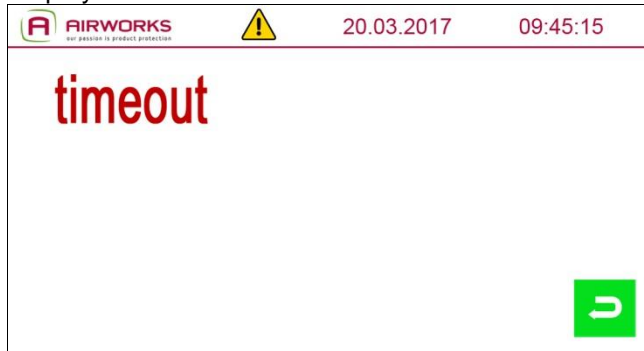 AIRWORKS 20.03.2017 09:45:15
our passion is product protection
timeout